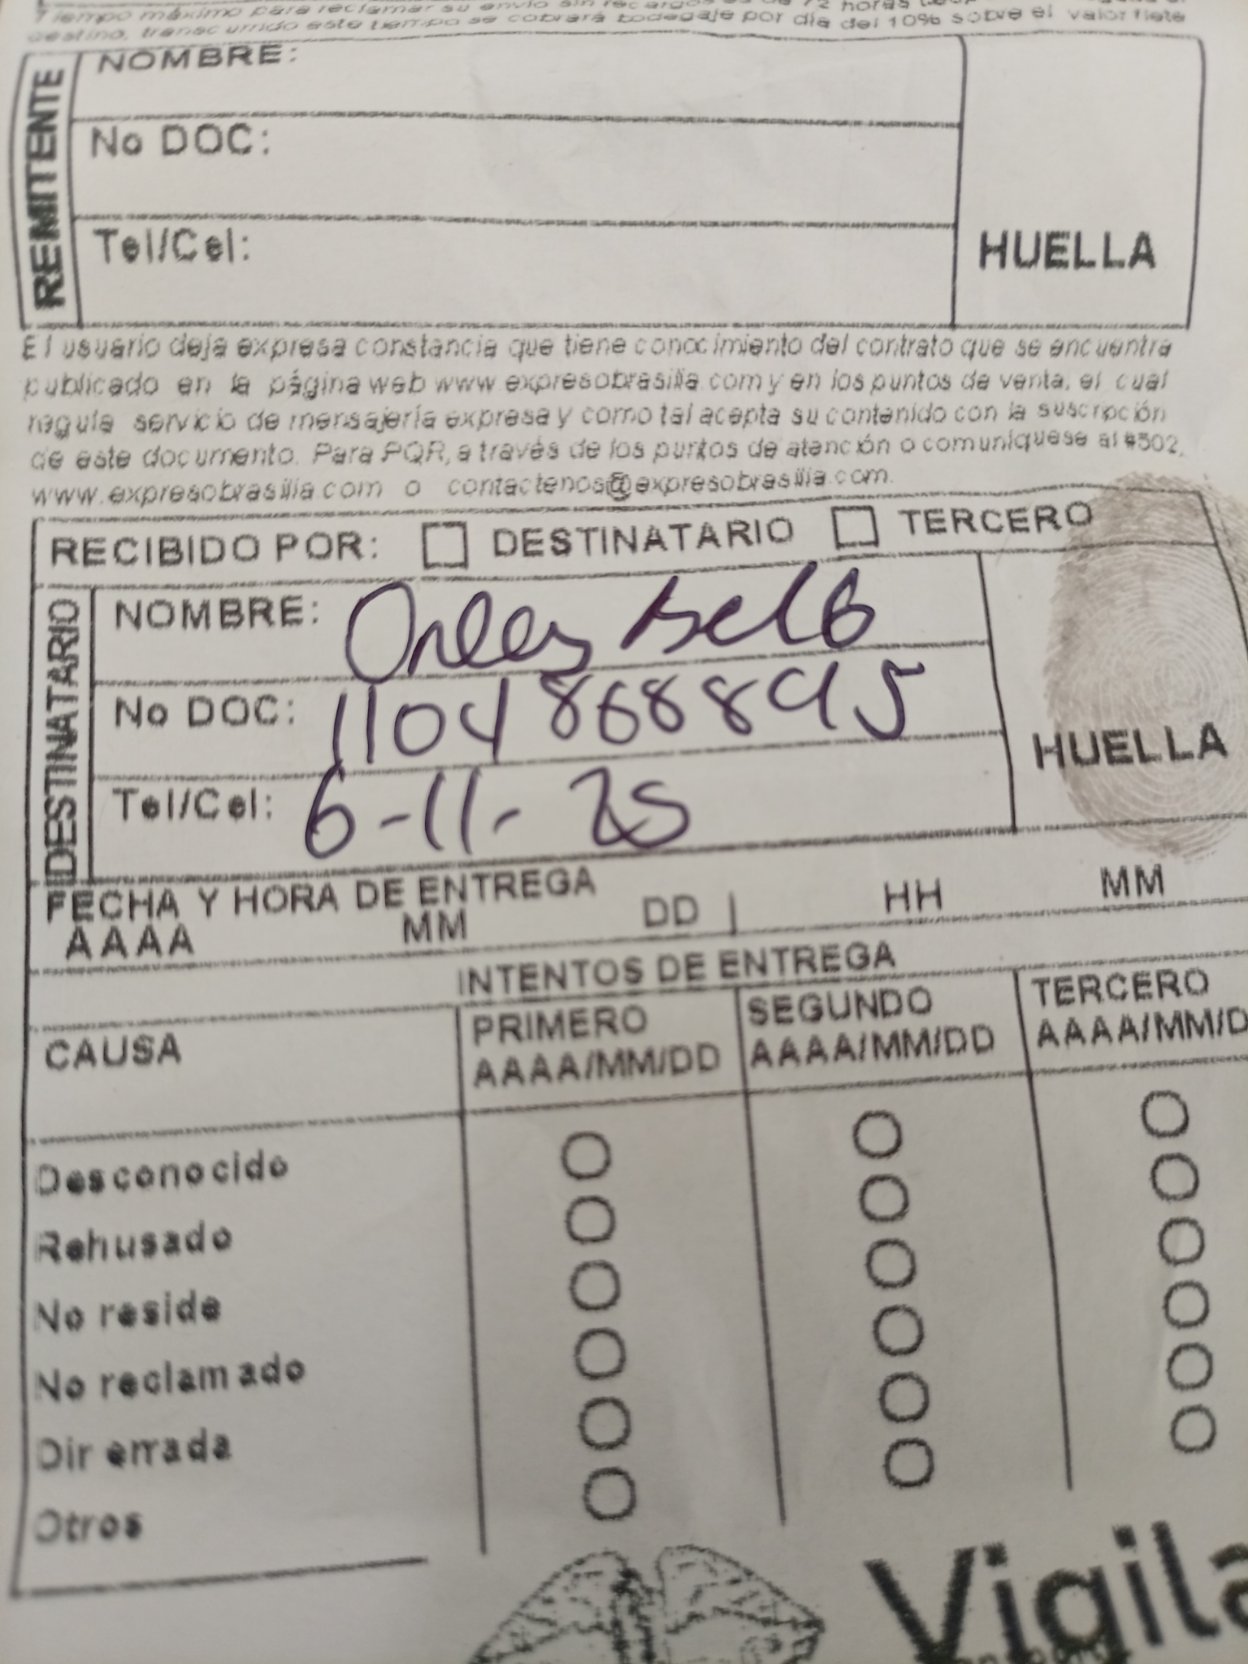 Tiempo máximo para reclamar su envío sin recargos es de 72 horas
destino, transcurrido este tiempo se cobrará bodegaje por día del 10% sobre el valor flete
REMITENTE
NOMBRE:
No DOC:
Tel/Cel:
HUELLA
El usuario deja expresa constancia que tiene conocimiento del contrato que se encuentra
publicado en la página web www.expresobrasilia.com y en los puntos de venta, el cual
regula servicio de mensajería expresa y como tal acepta su contenido con la suscripción
de este documento. Para PQR, a través de los puntos de atención o comuníquese al #502,
www.expresobrasilia.com o contactenos@expresobrasilia.com.
RECIBIDO POR: DESTINATARIO TERCERO
DESTINATARIO
NOMBRE:
No DOC: 1104868895
Tel/Cel: 6-11-25
HUELLA
FECHA Y HORA DE ENTREGA
AAAA MM DD HH MM
INTENTOS DE ENTREGA
CAUSA PRIMERO SEGUNDO TERCERO
AAAA/MM/DD AAAA/MM/DD AAAA/MM/D
Desconocido
Rehusado
No reside
No reclamado
Dir errada
Otros
Vigila